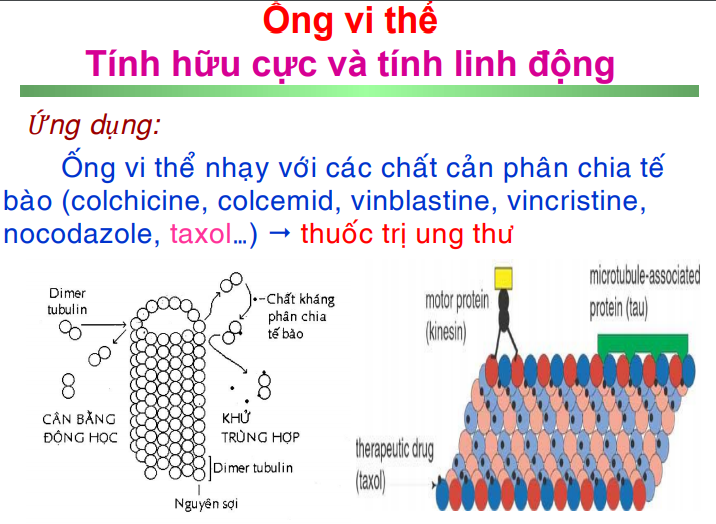 Ống vi thể
Tính hữu cực và tính linh động
Ứng dụng:
Ống vi thể nhạy với các chất cản phân chia tế
bào (colchicine, colcemid, vinblastine, vincristine,
nocodazole, taxol…) → thuốc trị ung thư
Dimer
tubulin
Chất kháng
phân chia
tế bào
CÂN BẰNG
ĐỘNG HỌC
KHỬ
TRÙNG HỢP
Dimer tubulin
Nguyên sợi
motor protein
(kinesin)
microtubule-associated
protein (tau)
therapeutic drug
(taxol)